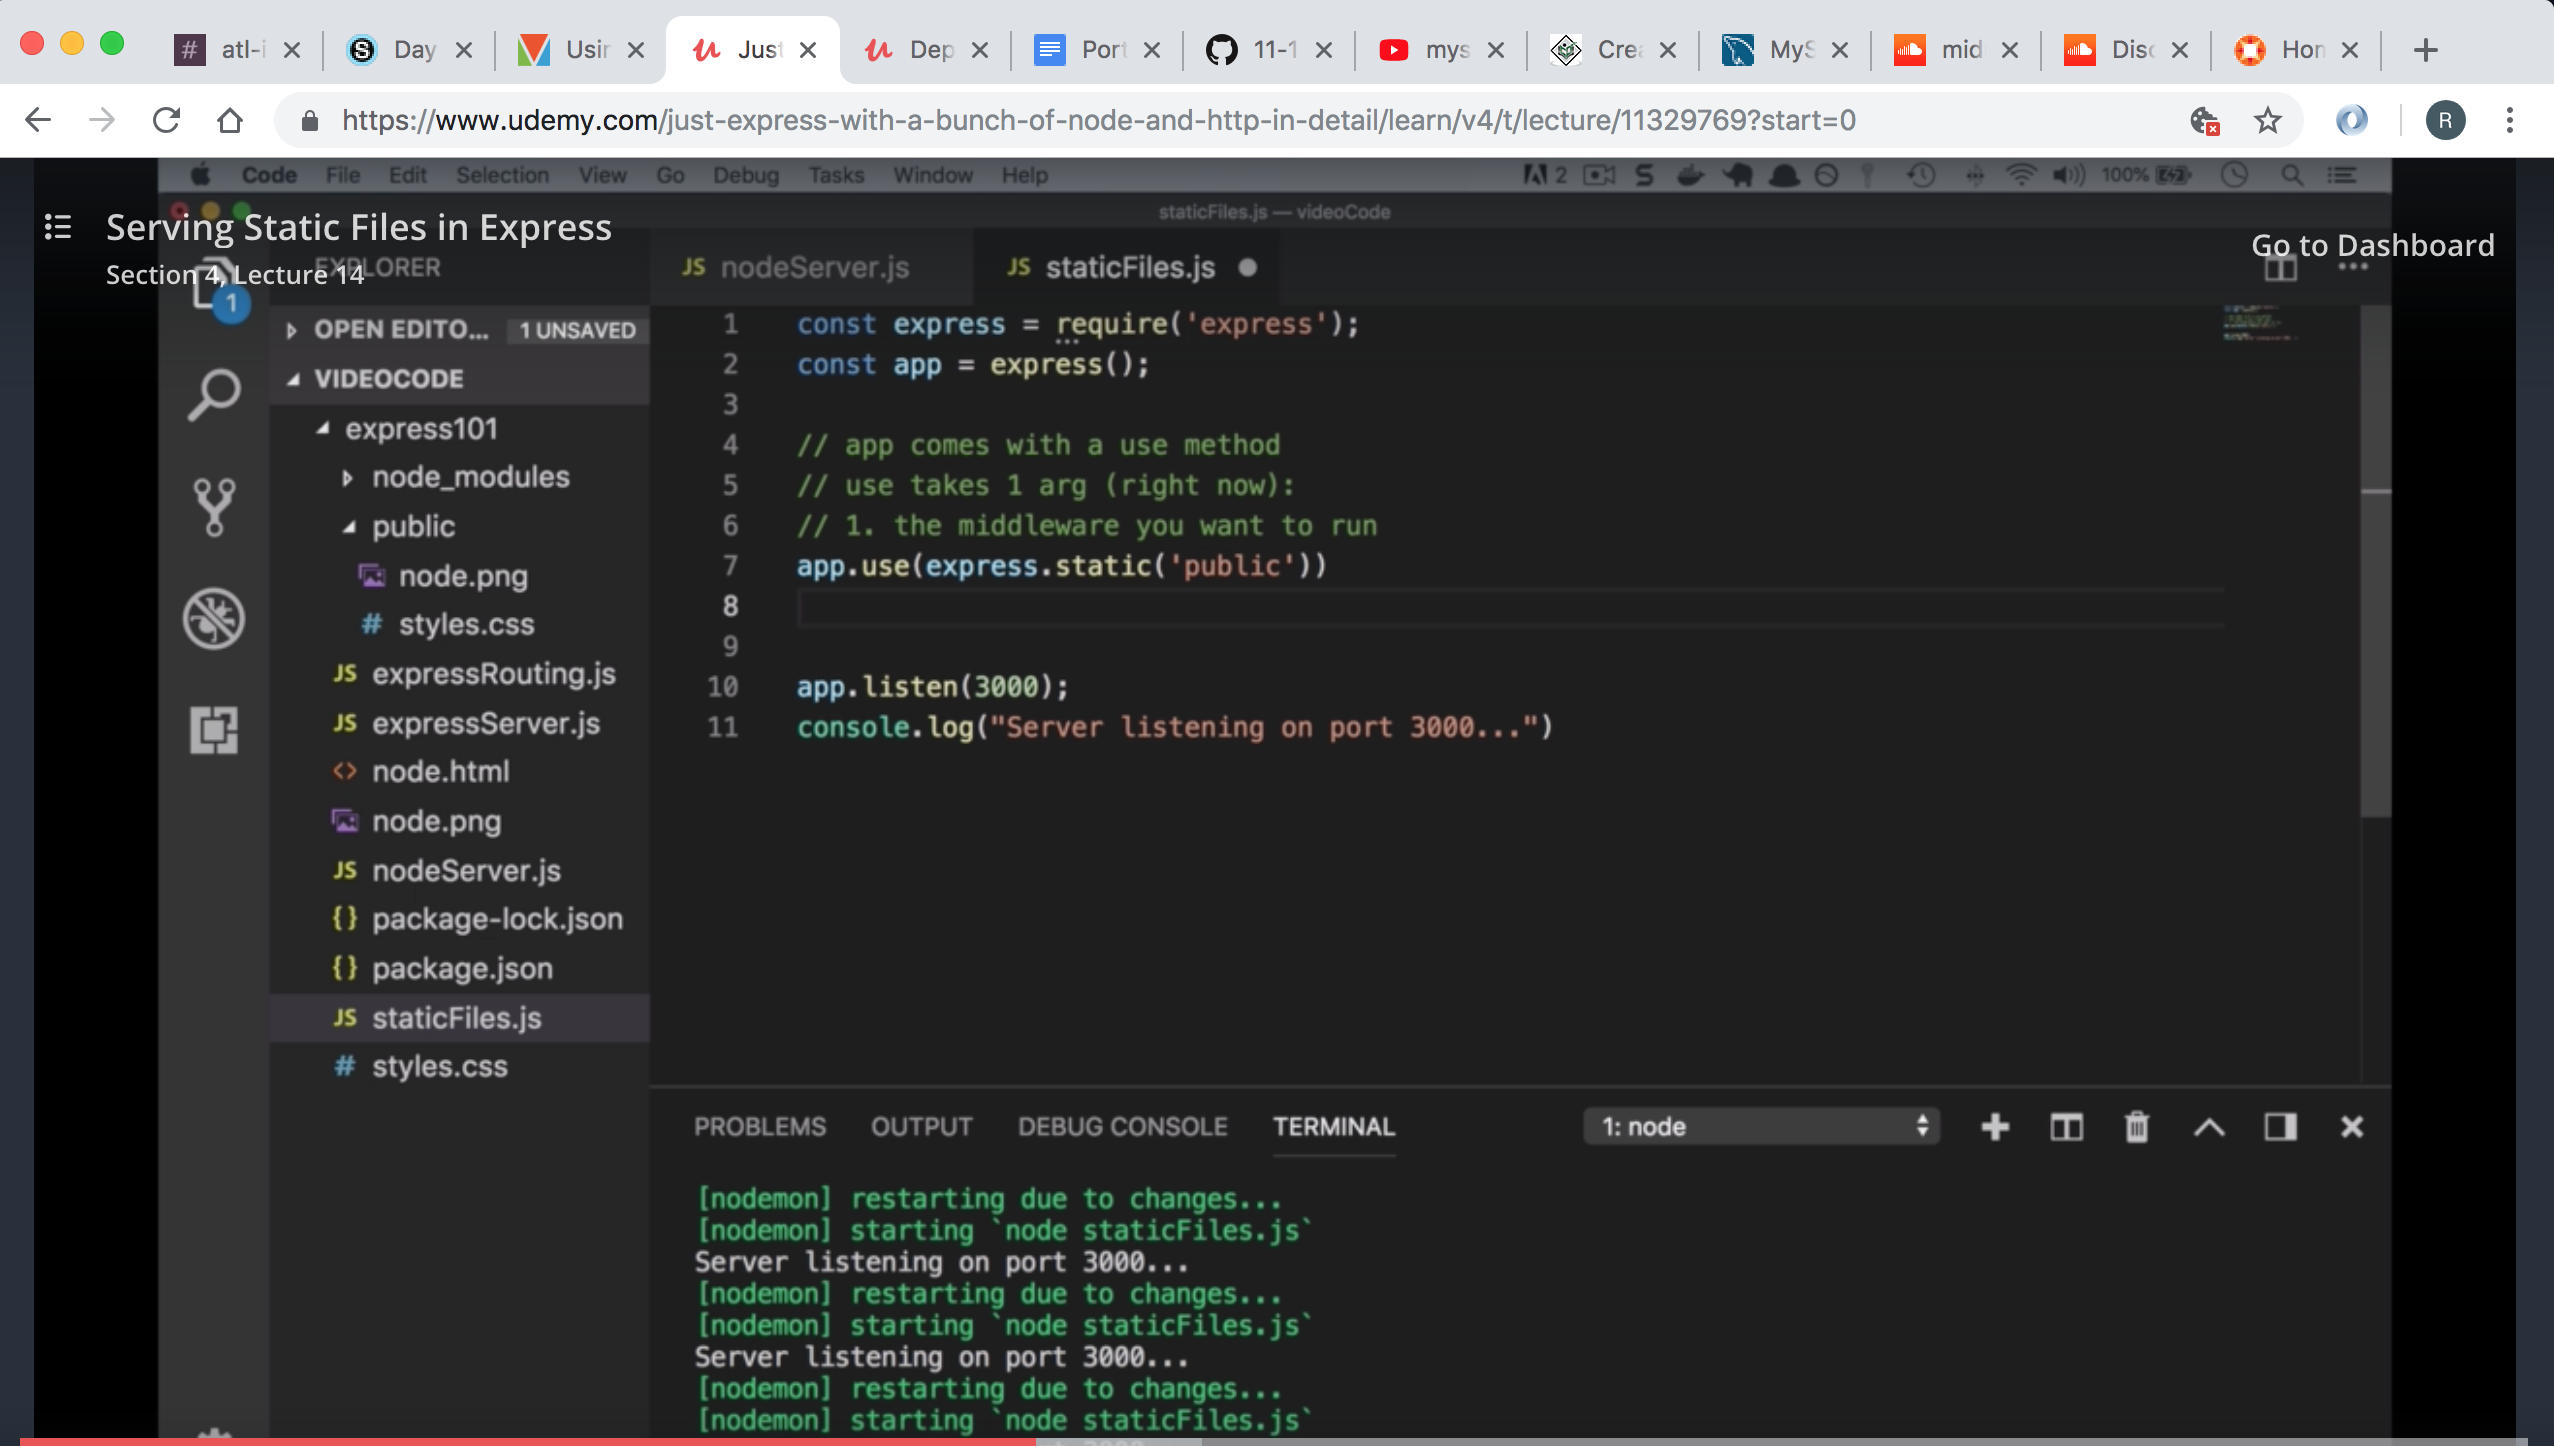 # atl-i
Day
Usin
Just
Dep
Port
11-1
mys
Crea
MyS
mid
Disc
Hon
https://www.udemy.com/just-express-with-a-bunch-of-node-and-http-in-detail/learn/v4/t/lecture/11329769?start=0
R
Code File Edit Selection View Go Debug Tasks Window Help
2 100%
staticFiles.js — videoCode
Serving Static Files in Express
Section 4, Lecture 14
Go to Dashboard
EXPLORER
1
JS nodeServer.js
JS staticFiles.js
OPEN EDITO... 1 UNSAVED
VIDEOCODE
express101
node_modules
public
node.png
# styles.css
JS expressRouting.js
JS expressServer.js
<> node.html
node.png
JS nodeServer.js
{} package-lock.json
{} package.json
JS staticFiles.js
# styles.css
1 const express = require('express');
2 const app = express();
3
4 // app comes with a use method
5 // use takes 1 arg (right now):
6 // 1. the middleware you want to run
7 app.use(express.static('public'))
8
9
10 app.listen(3000);
11 console.log("Server listening on port 3000...")
PROBLEMS OUTPUT DEBUG CONSOLE TERMINAL
1: node
[nodemon] restarting due to changes...
[nodemon] starting `node staticFiles.js`
Server listening on port 3000...
[nodemon] restarting due to changes...
[nodemon] starting `node staticFiles.js`
Server listening on port 3000...
[nodemon] restarting due to changes...
[nodemon] starting `node staticFiles.js`